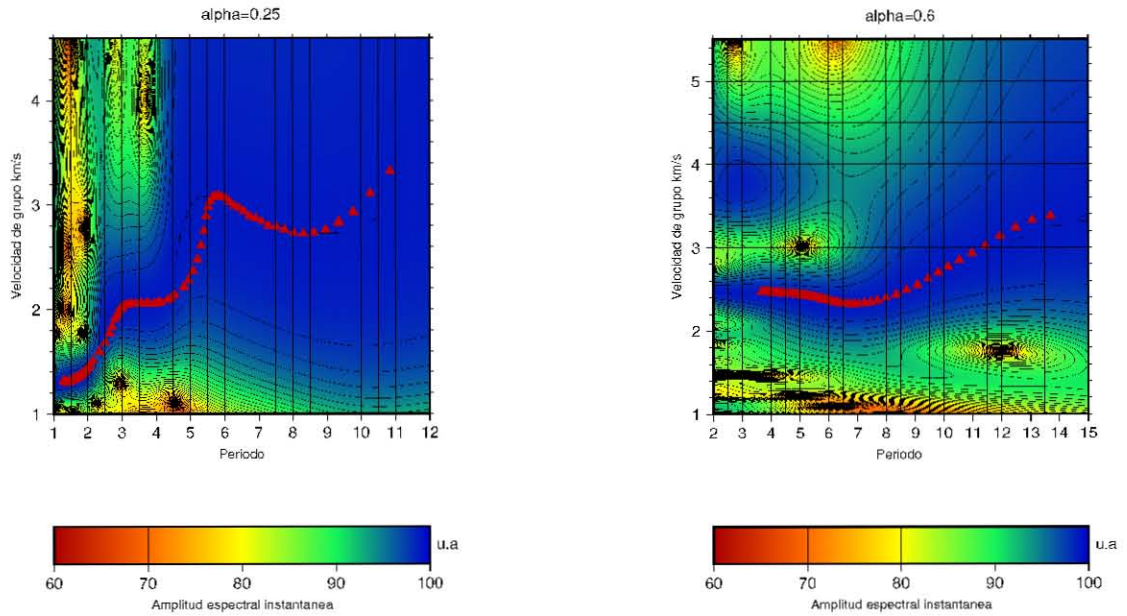 alpha=0.25
Velocidad de grupo km/s
4
3
2
1
1 2 3 4 5 6 7 8 9 10 11 12
Periodo
u.a
60 70 80 90 100
Amplitud espectral instantanea
alpha=0.6
Velocidad de grupo km/s
5
4
3
2
1
2 3 4 5 6 7 8 9 10 11 12 13 14 15
Periodo
u.a
60 70 80 90 100
Amplitud espectral instantanea